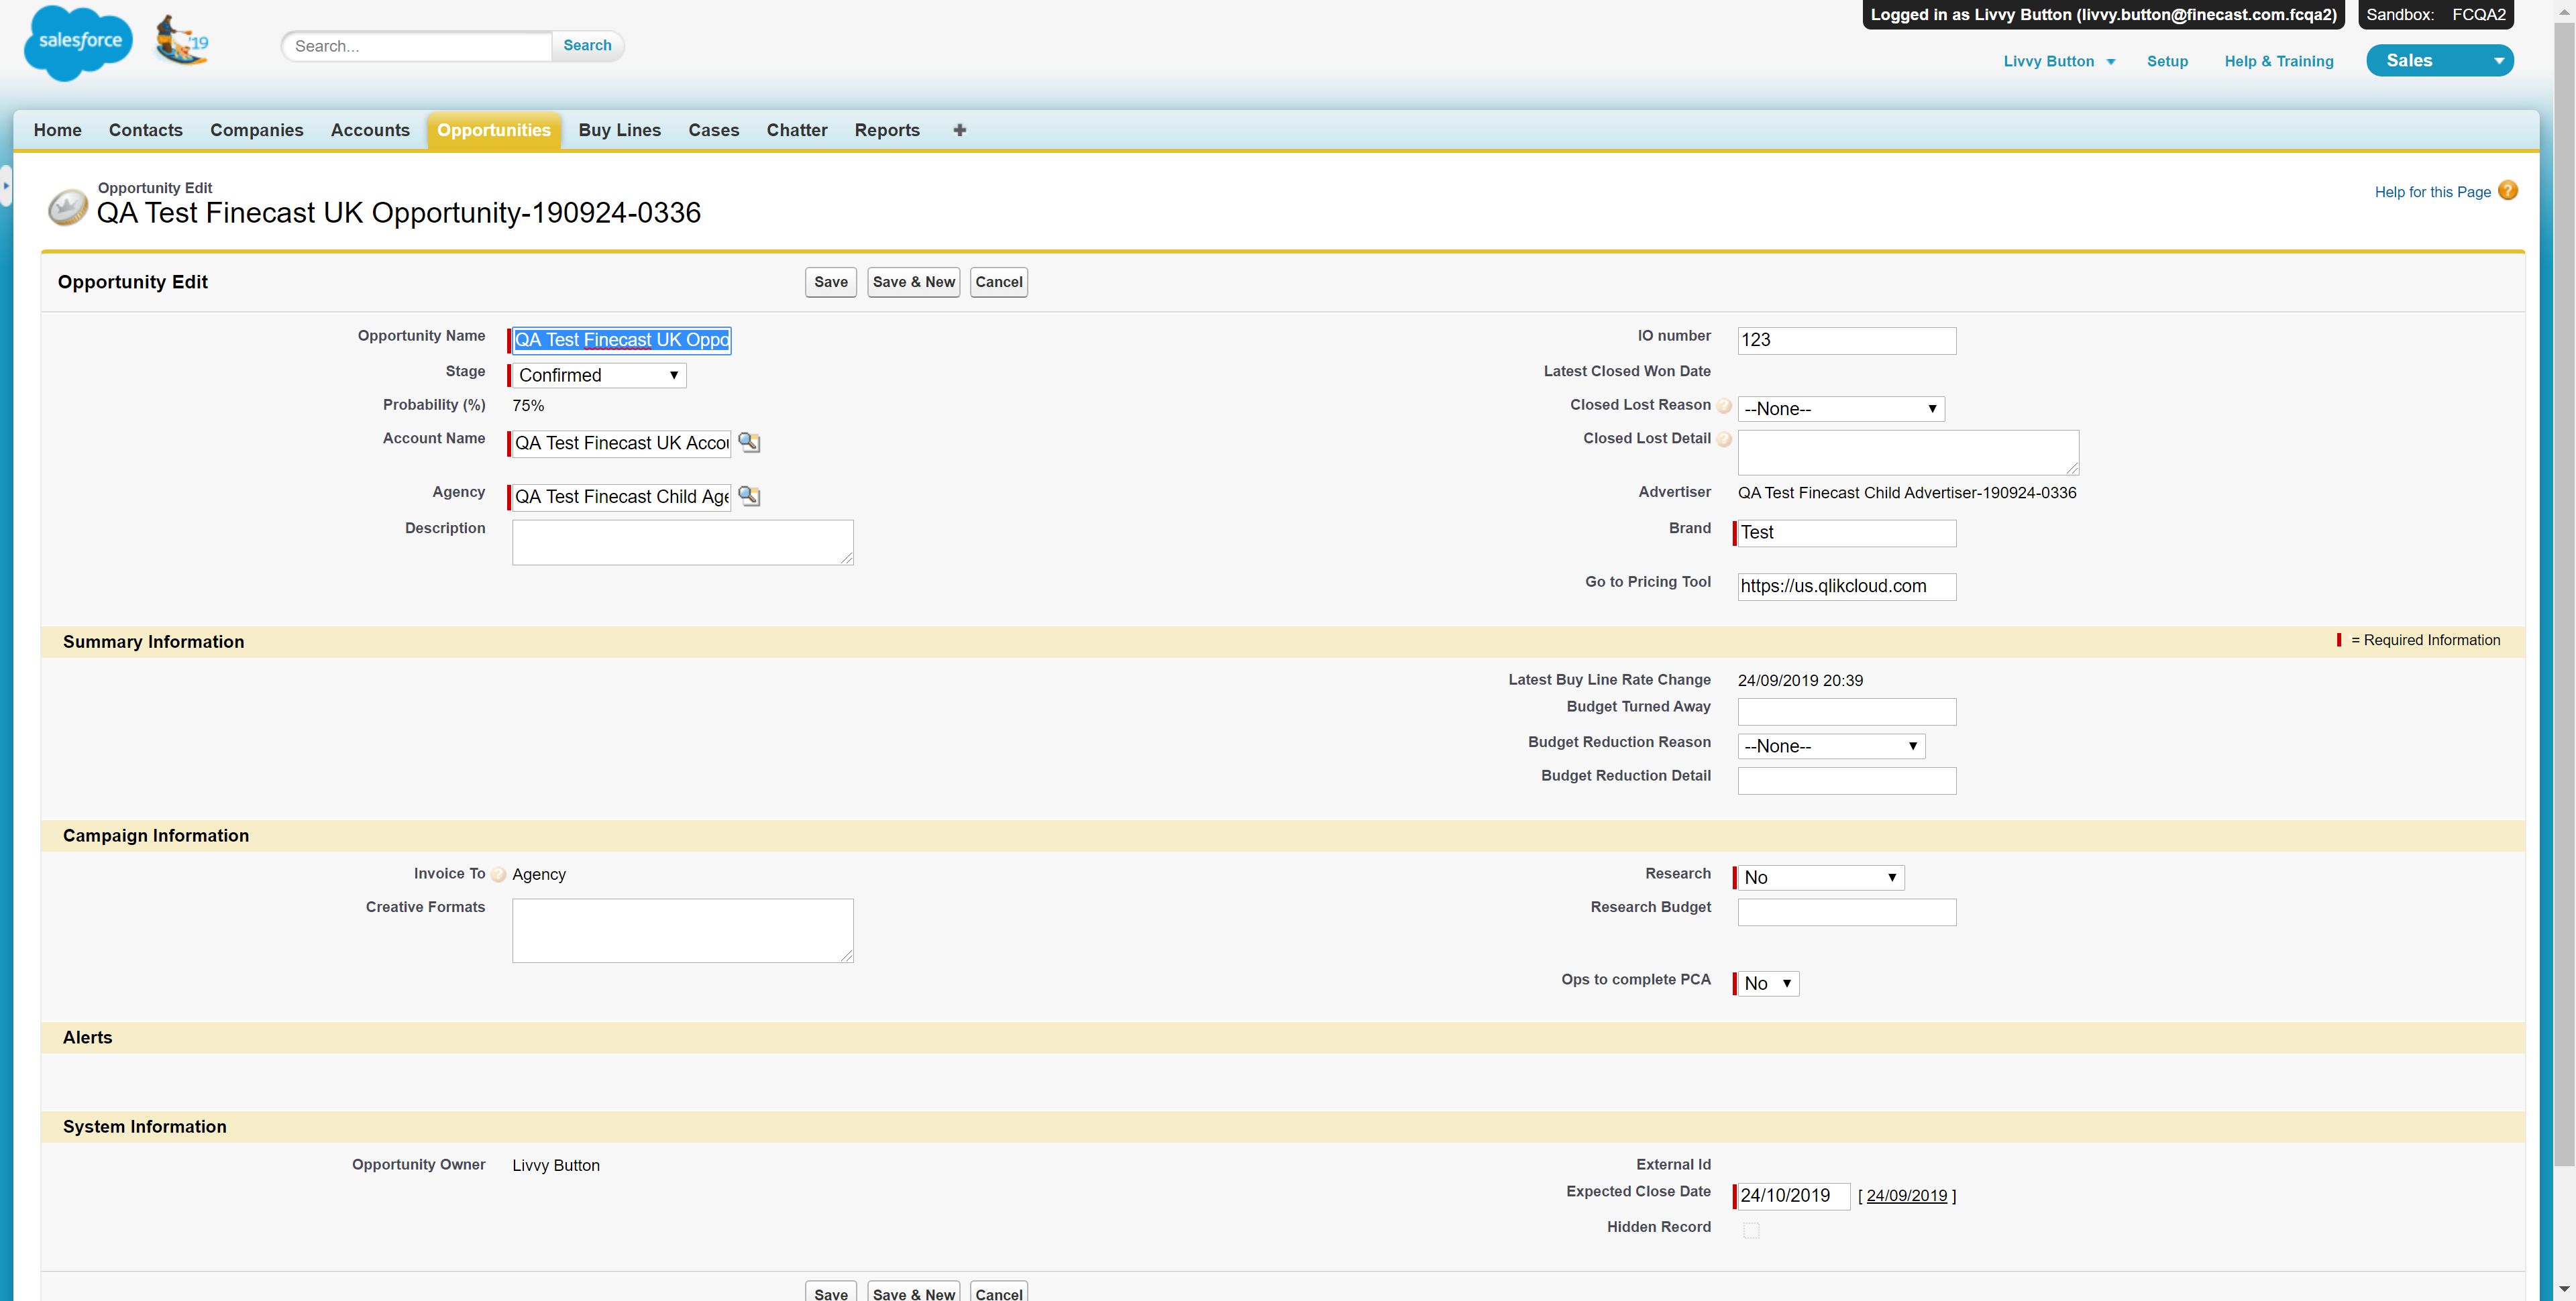 Logged in as Livvy Button (livvy.button@finecast.com.fcqa2) Sandbox: FCQA2
salesforce '19 Search... Search
Livvy Button Setup Help & Training Sales
Home Contacts Companies Accounts Opportunities Buy Lines Cases Chatter Reports +
Opportunity Edit
QA Test Finecast UK Opportunity-190924-0336
Help for this Page ?
Opportunity Edit Save Save & New Cancel
Opportunity Name QA Test Finecast UK Oppo IO number 123
Stage Confirmed Latest Closed Won Date
Probability (%) 75% Closed Lost Reason ? --None--
Account Name QA Test Finecast UK Accou Closed Lost Detail ?
Agency QA Test Finecast Child Age Advertiser QA Test Finecast Child Advertiser-190924-0336
Description Brand Test
Go to Pricing Tool https://us.qlikcloud.com
Summary Information = Required Information
Latest Buy Line Rate Change 24/09/2019 20:39
Budget Turned Away
Budget Reduction Reason --None--
Budget Reduction Detail
Campaign Information
Invoice To ? Agency Research No
Creative Formats Research Budget
Ops to complete PCA No
Alerts
System Information
Opportunity Owner Livvy Button External Id
Expected Close Date 24/10/2019 [ 24/09/2019 ]
Hidden Record
Save Save & New Cancel